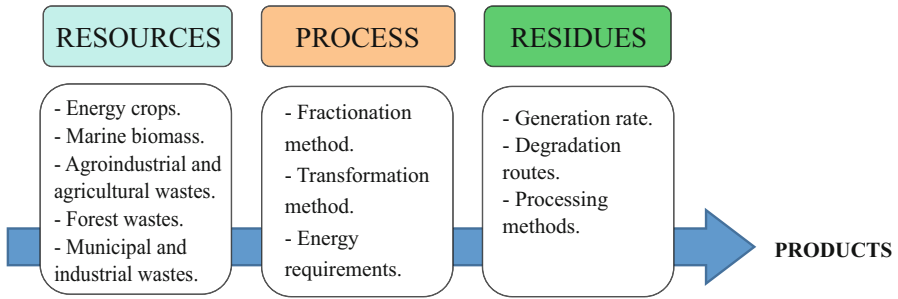 RESOURCES
- Energy crops.
- Marine biomass.
- Agroindustrial and
agricultural wastes.
- Forest wastes.
- Municipal and
industrial wastes.
PROCESS
- Fractionation
method.
- Transformation
method.
- Energy
requirements.
RESIDUES
- Generation rate.
- Degradation
routes.
- Processing
methods.
PRODUCTS